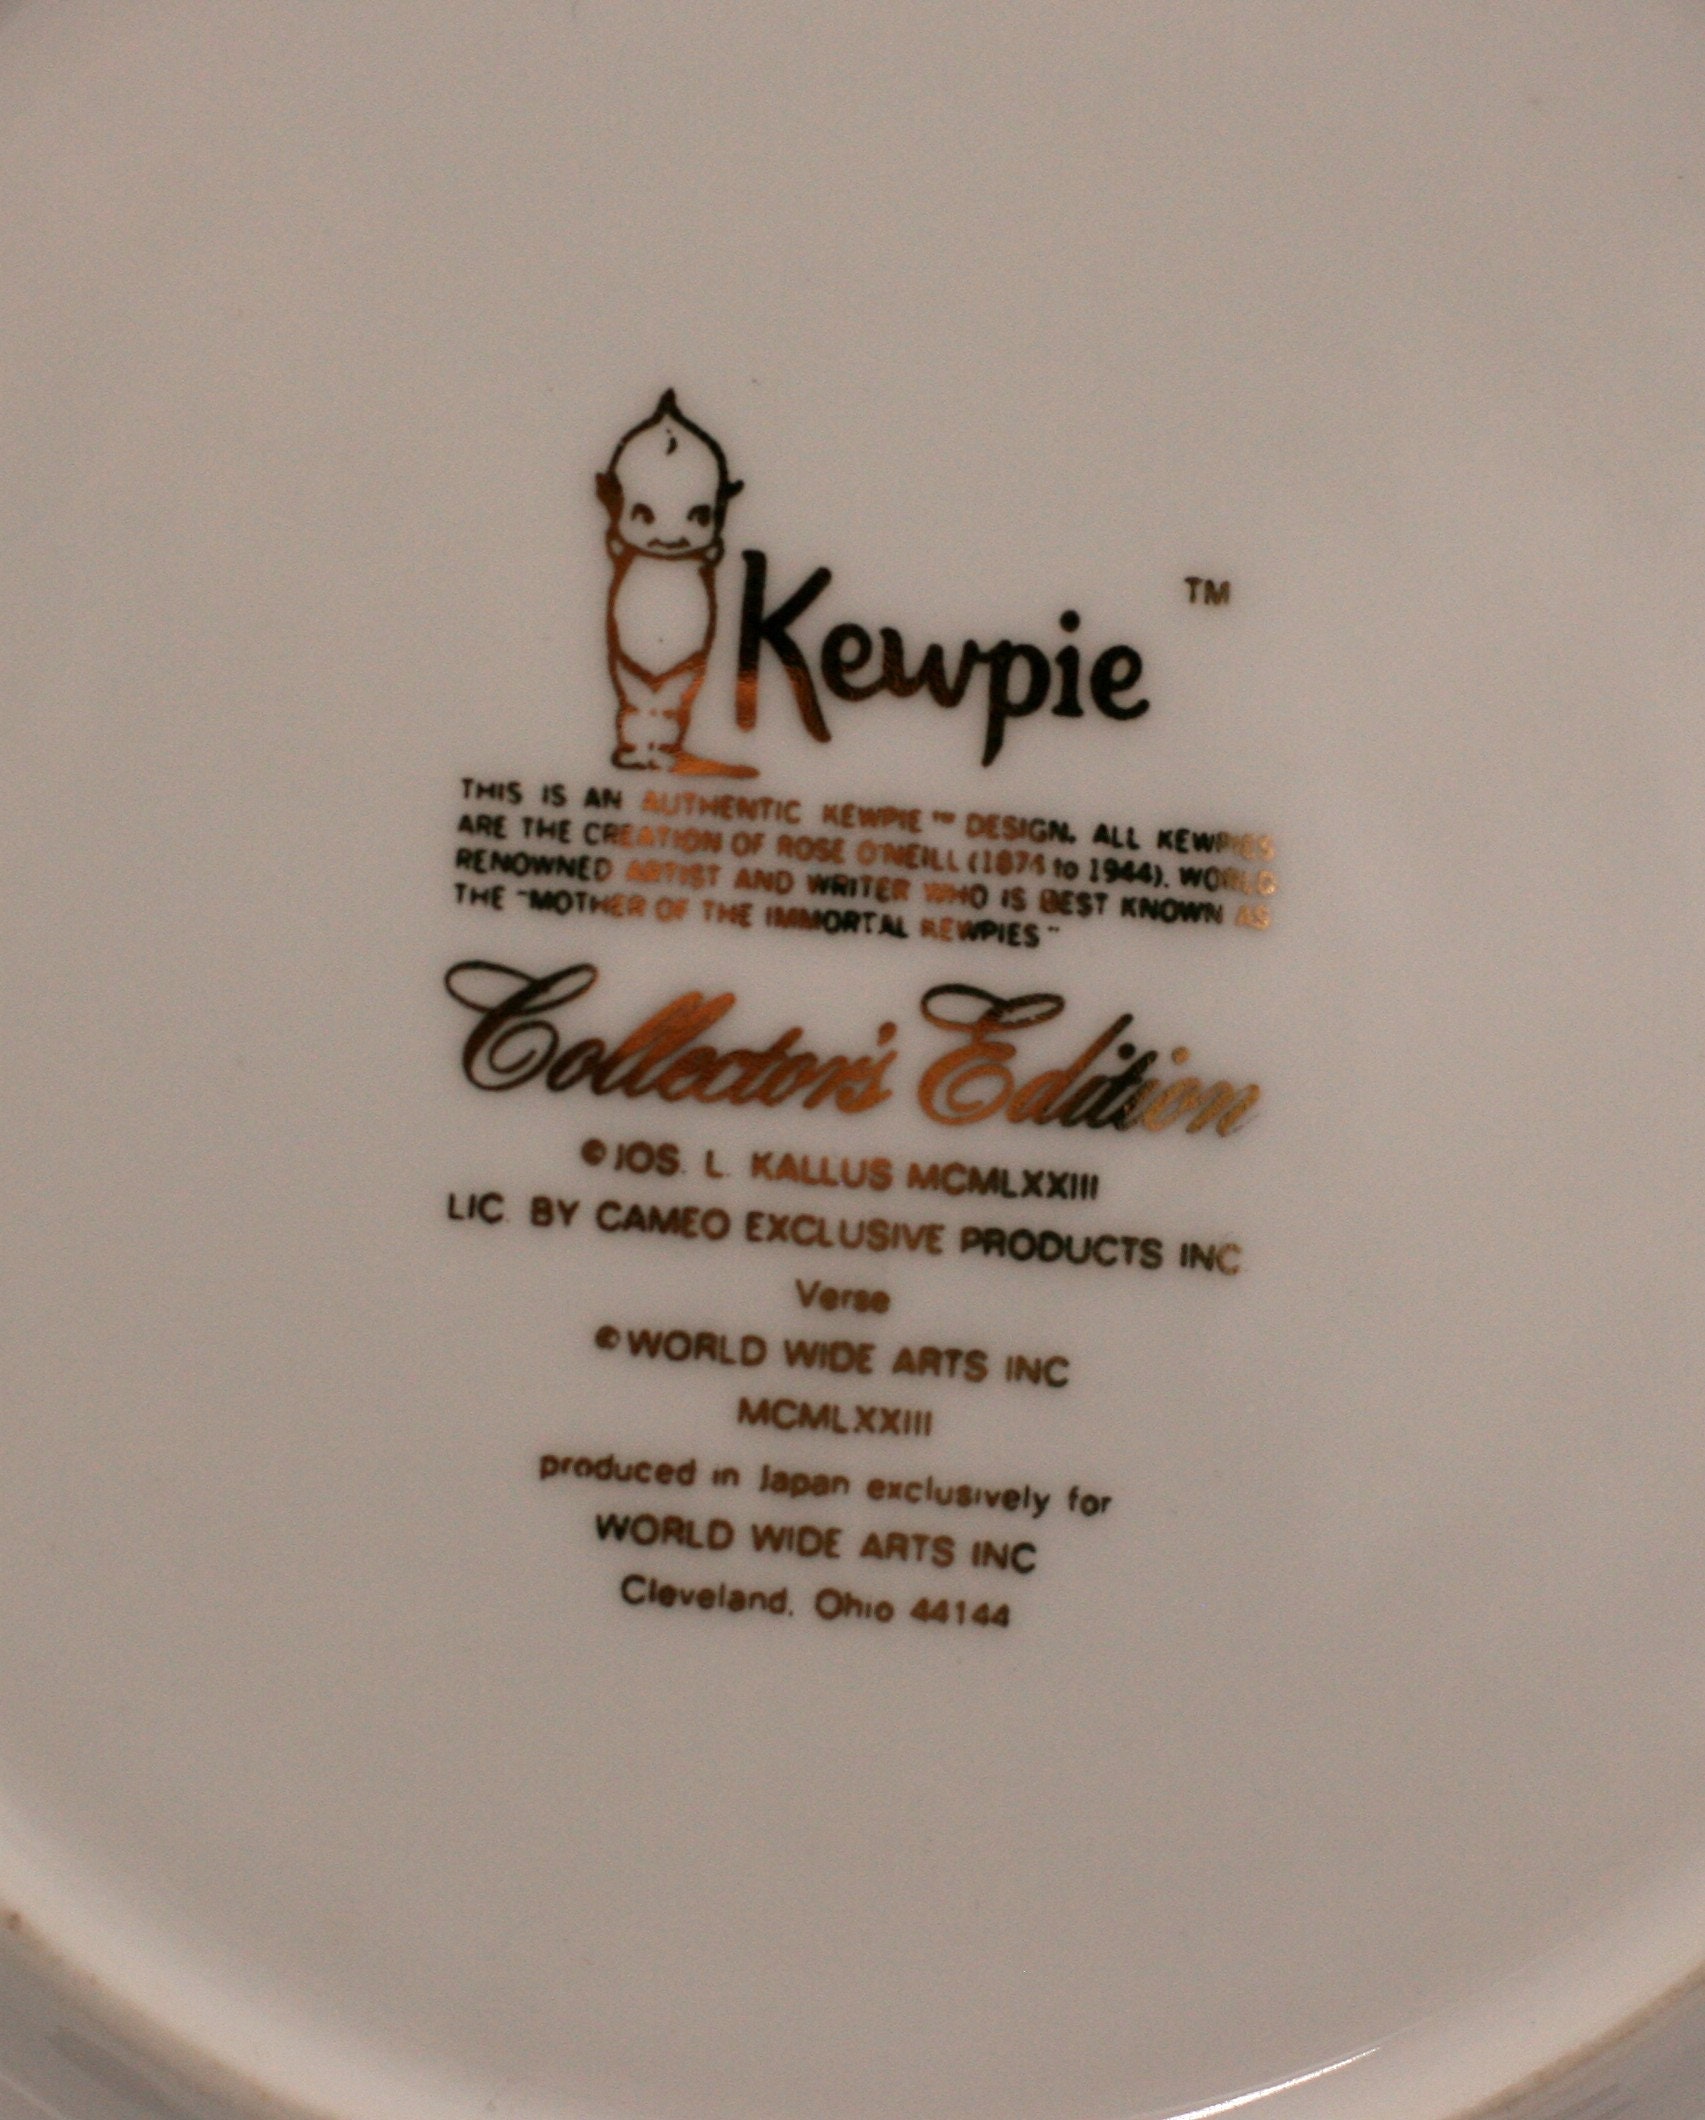 Kewpie ™
THIS IS AN AUTHENTIC KEWPIE™ DESIGN. ALL KEWPIES
ARE THE CREATION OF ROSE O'NEILL (1874 to 1944). WORLD
RENOWNED ARTIST AND WRITER WHO IS BEST KNOWN AS
THE "MOTHER OF THE IMMORTAL KEWPIES"
Collector's Edition
© JOS. L. KALLUS MCMLXXIII
LIC. BY CAMEO EXCLUSIVE PRODUCTS INC
Verse
© WORLD WIDE ARTS INC
MCMLXXIII
produced in Japan exclusively for
WORLD WIDE ARTS INC
Cleveland, Ohio 44144